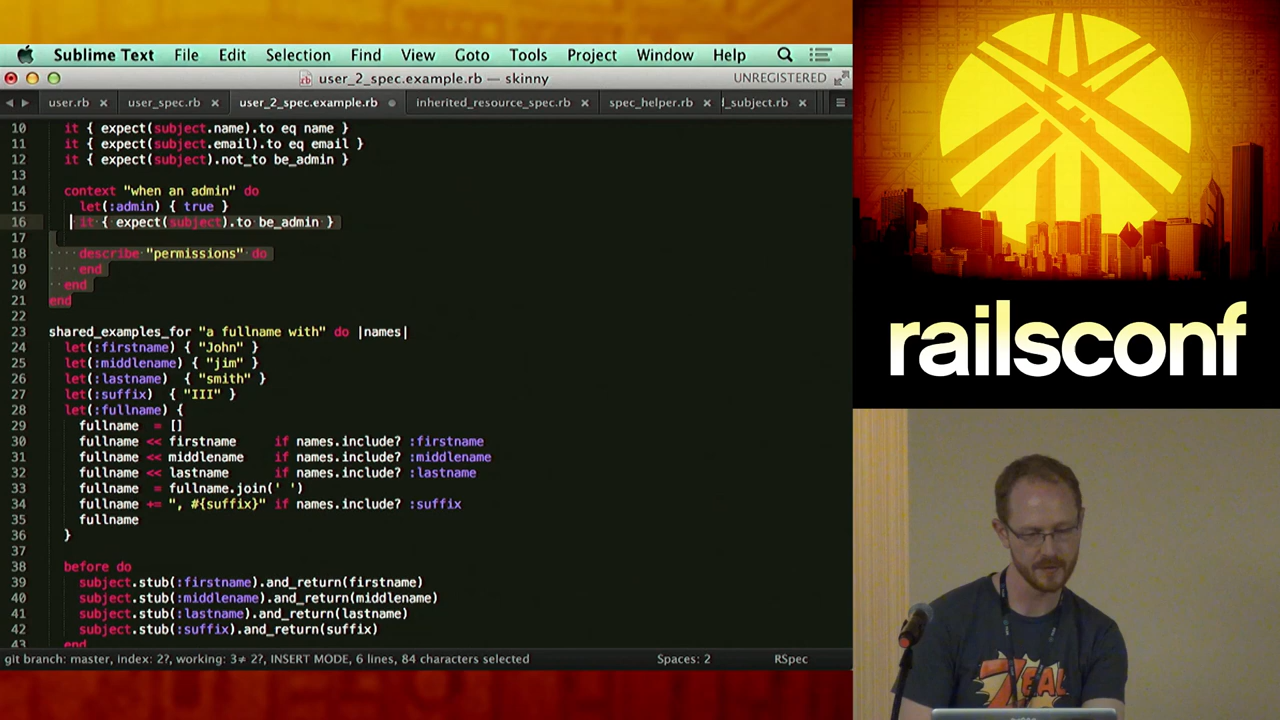 Sublime Text File Edit Selection Find View Goto Tools Project Window Help
user_2_spec.example.rb — skinny UNREGISTERED
user.rb user_spec.rb user_2_spec.example.rb inherited_resource_spec.rb spec_helper.rb l_subject.rb
10 it { expect(subject.name).to eq name }
11 it { expect(subject.email).to eq email }
12 it { expect(subject).not_to be_admin }
13
14 context "when an admin" do
15 let(:admin) { true }
16 it { expect(subject).to be_admin }
17
18 describe "permissions" do
19 end
20 end
21 end
22
23 shared_examples_for "a fullname with" do |names|
24 let(:firstname) { "John" }
25 let(:middlename) { "jim" }
26 let(:lastname) { "smith" }
27 let(:suffix) { "III" }
28 let(:fullname) {
29 fullname = []
30 fullname << firstname if names.include? :firstname
31 fullname << middlename if names.include? :middlename
32 fullname << lastname if names.include? :lastname
33 fullname = fullname.join(' ')
34 fullname += ", #{suffix}" if names.include? :suffix
35 fullname
36 }
37
38 before do
39 subject.stub(:firstname).and_return(firstname)
40 subject.stub(:middlename).and_return(middlename)
41 subject.stub(:lastname).and_return(lastname)
42 subject.stub(:suffix).and_return(suffix)
43 end
git branch: master, index: 2?, working: 3≠ 2?, INSERT MODE, 6 lines, 84 characters selected Spaces: 2 RSpec
railsconf